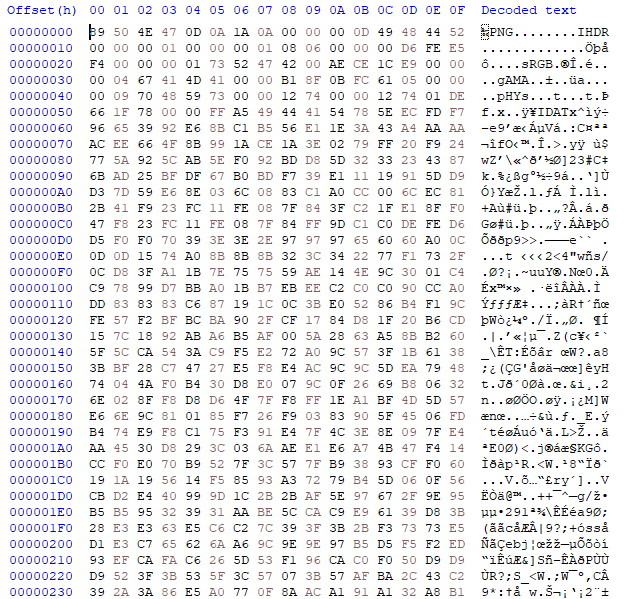 Offset(h) 00 01 02 03 04 05 06 07 08 09 0A 0B 0C 0D 0E 0F Decoded text
00000000 89 50 4E 47 0D 0A 1A 0A 00 00 00 0D 49 48 44 52 ‰PNG........IHDR
00000010 00 00 01 00 00 00 01 08 06 00 00 00 D6 FE E5 .............Öþå
00000020 F4 00 00 00 01 73 52 47 42 00 AE CE 1C E9 00 00 ô....sRGB.®Î.é..
00000030 00 04 67 41 4D 41 00 00 B1 8F 0B FC 61 05 00 00 ..gAMA..±..üa...
00000040 00 09 70 48 59 73 00 00 12 74 00 00 12 74 01 DE ..pHYs...t...t.Þ
00000050 66 1F 78 00 00 FF A5 49 44 41 54 78 5E EC FD F7 f.x..ÿ¥IDATx^ìý÷
00000060 96 65 39 92 E6 8B C1 B5 56 E1 1E 3A 43 A4 AA AA –e9’æ‹ÁµVá.:C¤ªª
00000070 AC EE 66 4F 8B 99 1A CE 1A 3E 02 79 FF 20 F9 24 ¬îfO‹™.Î.>.yÿ ù$
00000080 77 5A 92 5C AB 5E F0 92 BD D8 5D 32 33 23 43 87 wZ’\«^ð’½Ø]23#C‡
00000090 6B AD 25 BF DF 67 B0 BD F7 39 E1 11 19 91 5D D9 k.%¿ßg°½÷9á..‘]Ù
000000A0 D3 7D 59 E6 8E 03 6C 08 83 C1 A0 CC 00 6C EC 81 Ó}YæŽ.l.ƒÁ Ì.lì.
000000B0 2B 41 F9 23 FC 11 FE 08 7F 84 3F C2 1F E1 8F F0 +Aù#ü.þ..„?Â.á.ð
000000C0 47 F8 23 FC 11 FE 08 7F 84 FF 9D C1 C0 DE FE D6 Gø#ü.þ..„ÿ.ÁÀÞþÖ
000000D0 D5 F0 F0 70 39 3E 3E 2E 97 97 97 65 60 60 A0 0C Õððp9>>.———e`` .
000000E0 0D 0D 15 74 A0 8B 8B 8B 32 3C 34 22 77 F1 73 2F ...t ‹‹‹2<4"wñs/
000000F0 0C D8 3F A1 1B 7E 75 75 59 AE 14 4E 9C 30 01 C4 .Ø?¡.~uuY®.Nœ0.Ä
00000100 C9 78 99 D7 BB A0 1B B7 EB EE C2 C0 C0 90 CC A0 Éx™×» .·ëîÂÀÀ.Ì
00000110 DD 83 83 83 C6 87 19 1C 0C 3B E0 52 86 B4 F1 9C ÝƒƒƒÆ‡...;àR†´ñœ
00000120 FE 57 F2 BF BC BA 90 2F CF 17 84 D8 1F 20 B6 CD þWò¿¼º./Ï.„Ø. ¶Í
00000130 15 7C 18 92 AB A6 B5 AF 00 5A 28 63 A5 8B B2 60 .|.’«¦µ¯.Z(c¥‹²`
00000140 5F 5C CA 54 3A C9 F5 E2 72 A0 9C 57 3F 1B 61 38 _\ÊT:Éõâr œW?.a8
00000150 3B BF 28 C7 47 27 E5 F8 E4 AC 9C 9C 5D EA 79 48 ;¿(ÇG'åøä¬œœ]êyH
00000160 74 04 4A F0 B4 30 D8 E0 07 9C 0F 26 69 B8 06 32 t.Jð´0Øà.œ.&i¸.2
00000170 6E 02 8F F8 D8 D6 4F 7F F8 FF 1E A1 BF 4D 5D 57 n..øØÖO.øÿ.¡¿M]W
00000180 E6 6E 9C 81 01 85 F7 26 F9 03 83 90 5F 45 06 FD ænœ..…÷&ù.ƒ._E.ý
00000190 B4 74 E9 F8 C1 75 F3 91 E4 7F 4C 3E 8E 09 7F E4 ´téøÁuó‘ä.L>Ž..ä
000001A0 AA 45 30 D8 29 3C 03 6A AE E1 E6 A7 4B 47 F4 14 ªE0Ø)<.j®áæ§KGô.
000001B0 CC F0 E0 70 B9 52 7F 3C 57 7F B9 38 93 CF F0 60 Ìðàp¹R.<W.¹8“Ïð`
000001C0 19 1A 19 56 14 F5 85 93 A3 72 79 B4 5D 06 0F 56 ...V.õ…“£ry´]..V
000001D0 CB D2 E4 40 99 9D 1C 2B 2B AF 5E 97 67 2F 9E 95 ËÒä@™..++¯^—g/ž•
000001E0 B5 B5 95 32 39 31 AA BE 5C CA C9 E9 61 39 D8 3B µµ•291ª¾\ÊÉéa9Ø;
000001F0 28 E3 E3 63 E5 C6 C2 7C 39 3F 3B 2B F3 73 73 E5 (ããcåÆÂ|9?;+ósså
00000200 D1 E3 C7 65 62 6A A6 9C 9E 9E 97 B5 D5 F5 F2 ED ÑãÇebj¦œžž—µÕõòí
00000210 93 EF CA FA C6 26 5D 53 F1 96 CA C0 F0 50 D9 D9 “ïÊúÆ&]Sñ–ÊÀðPÙÙ
00000220 D9 52 3F 3B 53 5F 3C 57 07 3B 57 AF BA 2C 43 C2 ÙR?;S_<W.;W¯º,CÂ
00000230 39 2A 3A 86 E5 A0 77 0F 8A AC A1 91 A1 32 A8 B1 9*:†å w.Š¬¡‘¡2¨±